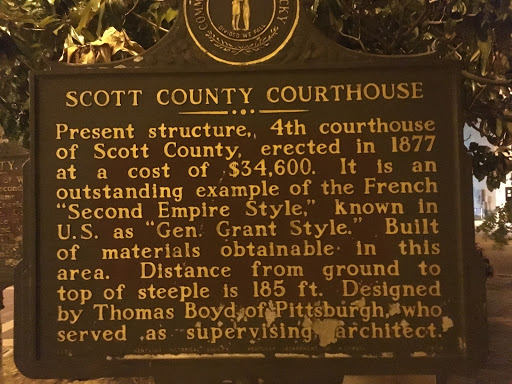 DIVIDED WE FALL
SCOTT COUNTY COURTHOUSE
Present structure, 4th courthouse
of Scott County, erected in 1877
at a cost of $34,600. It is an
outstanding example of the French
"Second Empire Style," known in
U.S. as "Gen. Grant Style." Built
of materials obtainable in this
area. Distance from ground to
top of steeple is 185 ft. Designed
by Thomas Boyd of Pittsburgh, who
served as supervising architect.